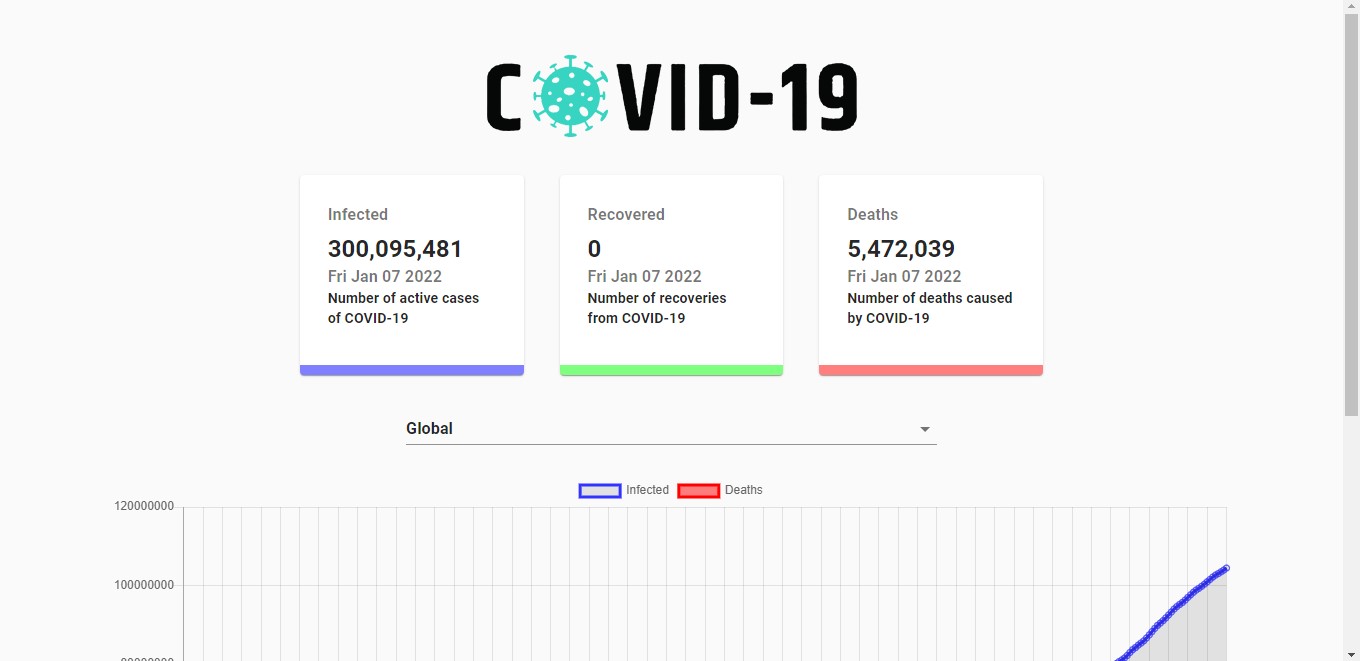 COVID-19
Infected
300,095,481
Fri Jan 07 2022
Number of active cases
of COVID-19
Recovered
0
Fri Jan 07 2022
Number of recoveries
from COVID-19
Deaths
5,472,039
Fri Jan 07 2022
Number of deaths caused
by COVID-19
Global
Infected
Deaths
120000000
100000000